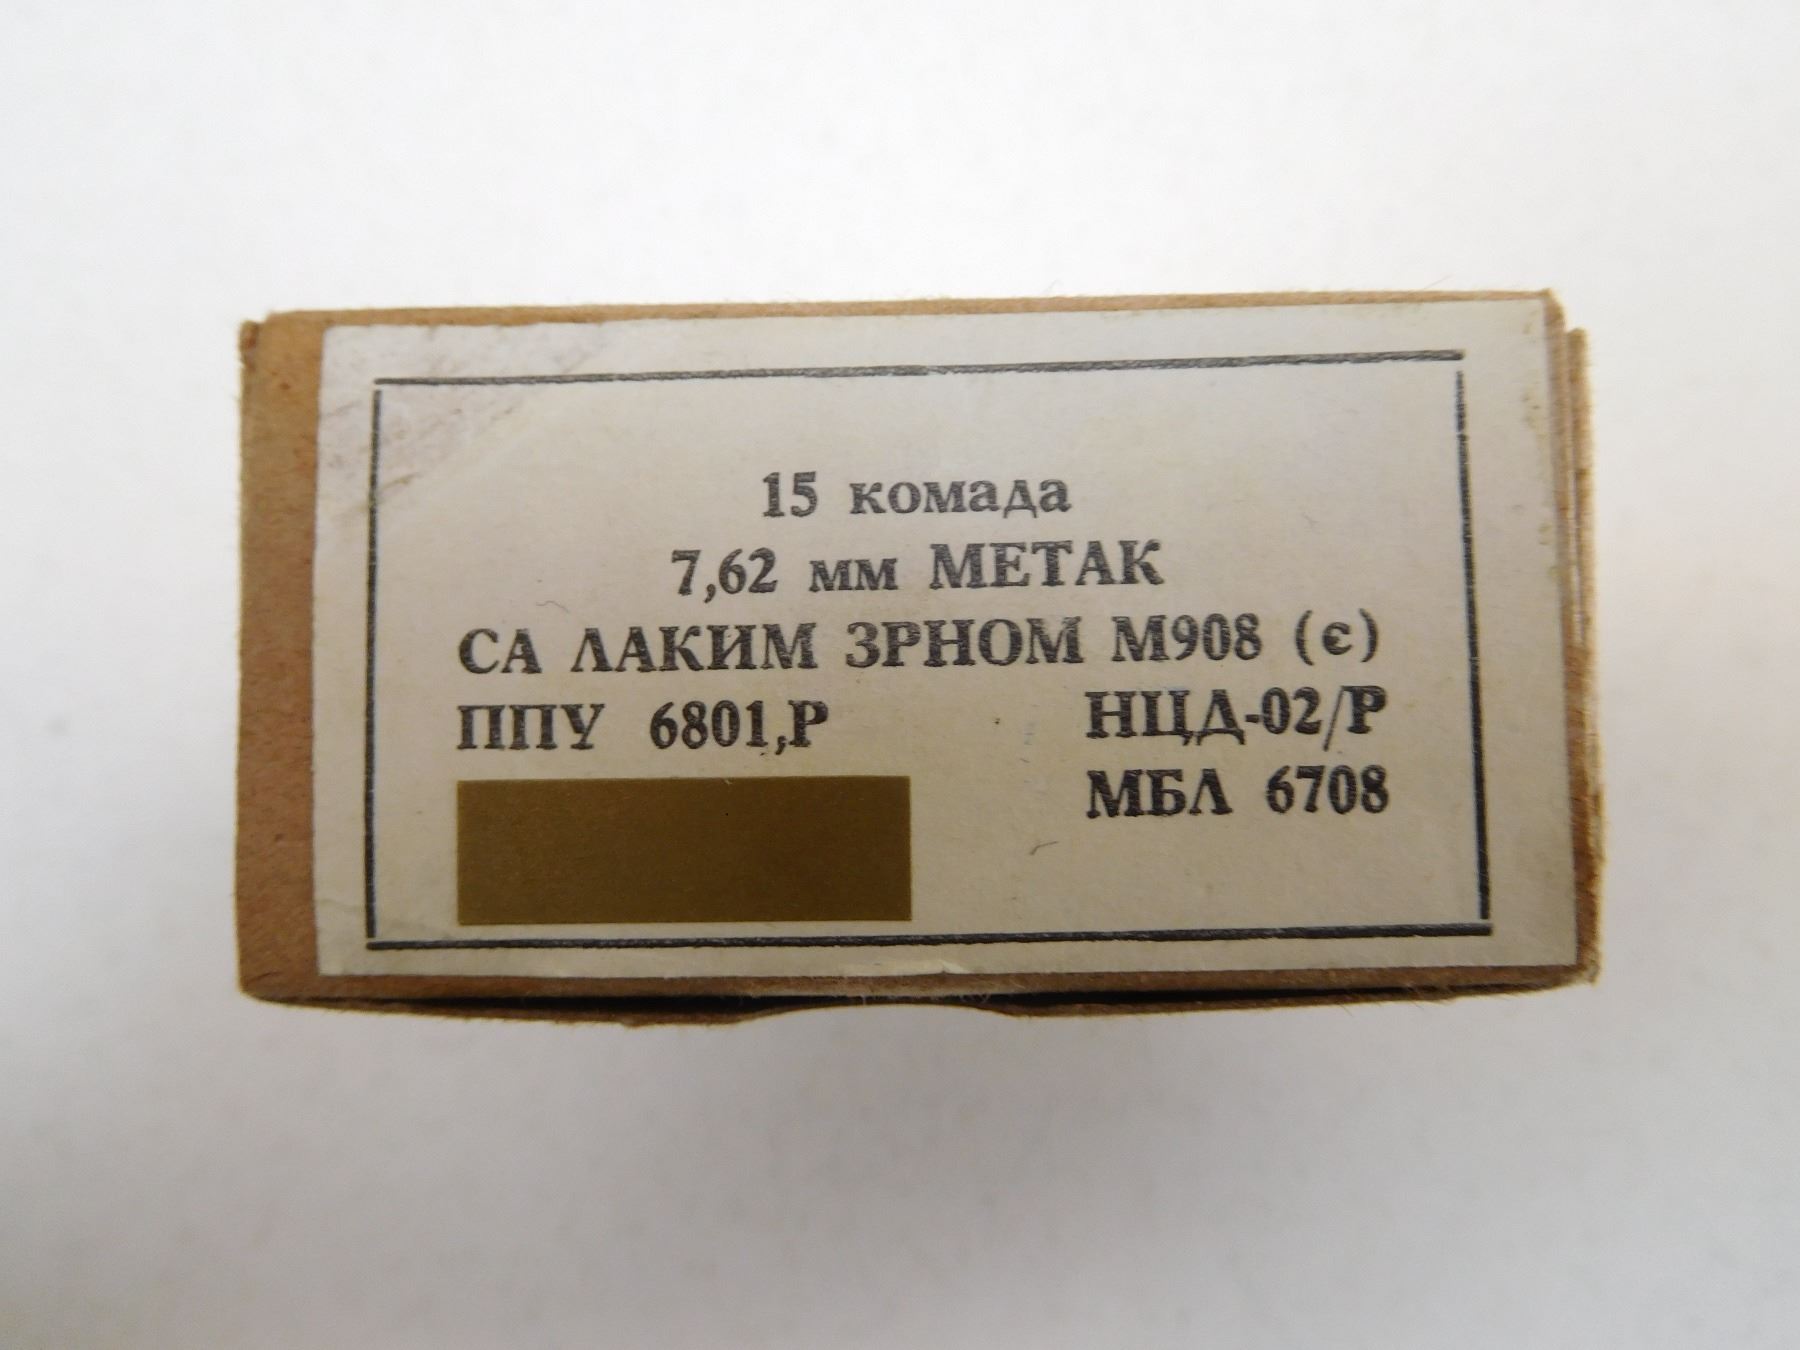 15 комада
7,62 мм МЕТАК
СА ЛАКИМ ЗРНОМ М908 (є)
ППУ 6801,Р НЦД-02/Р
МБЛ 6708